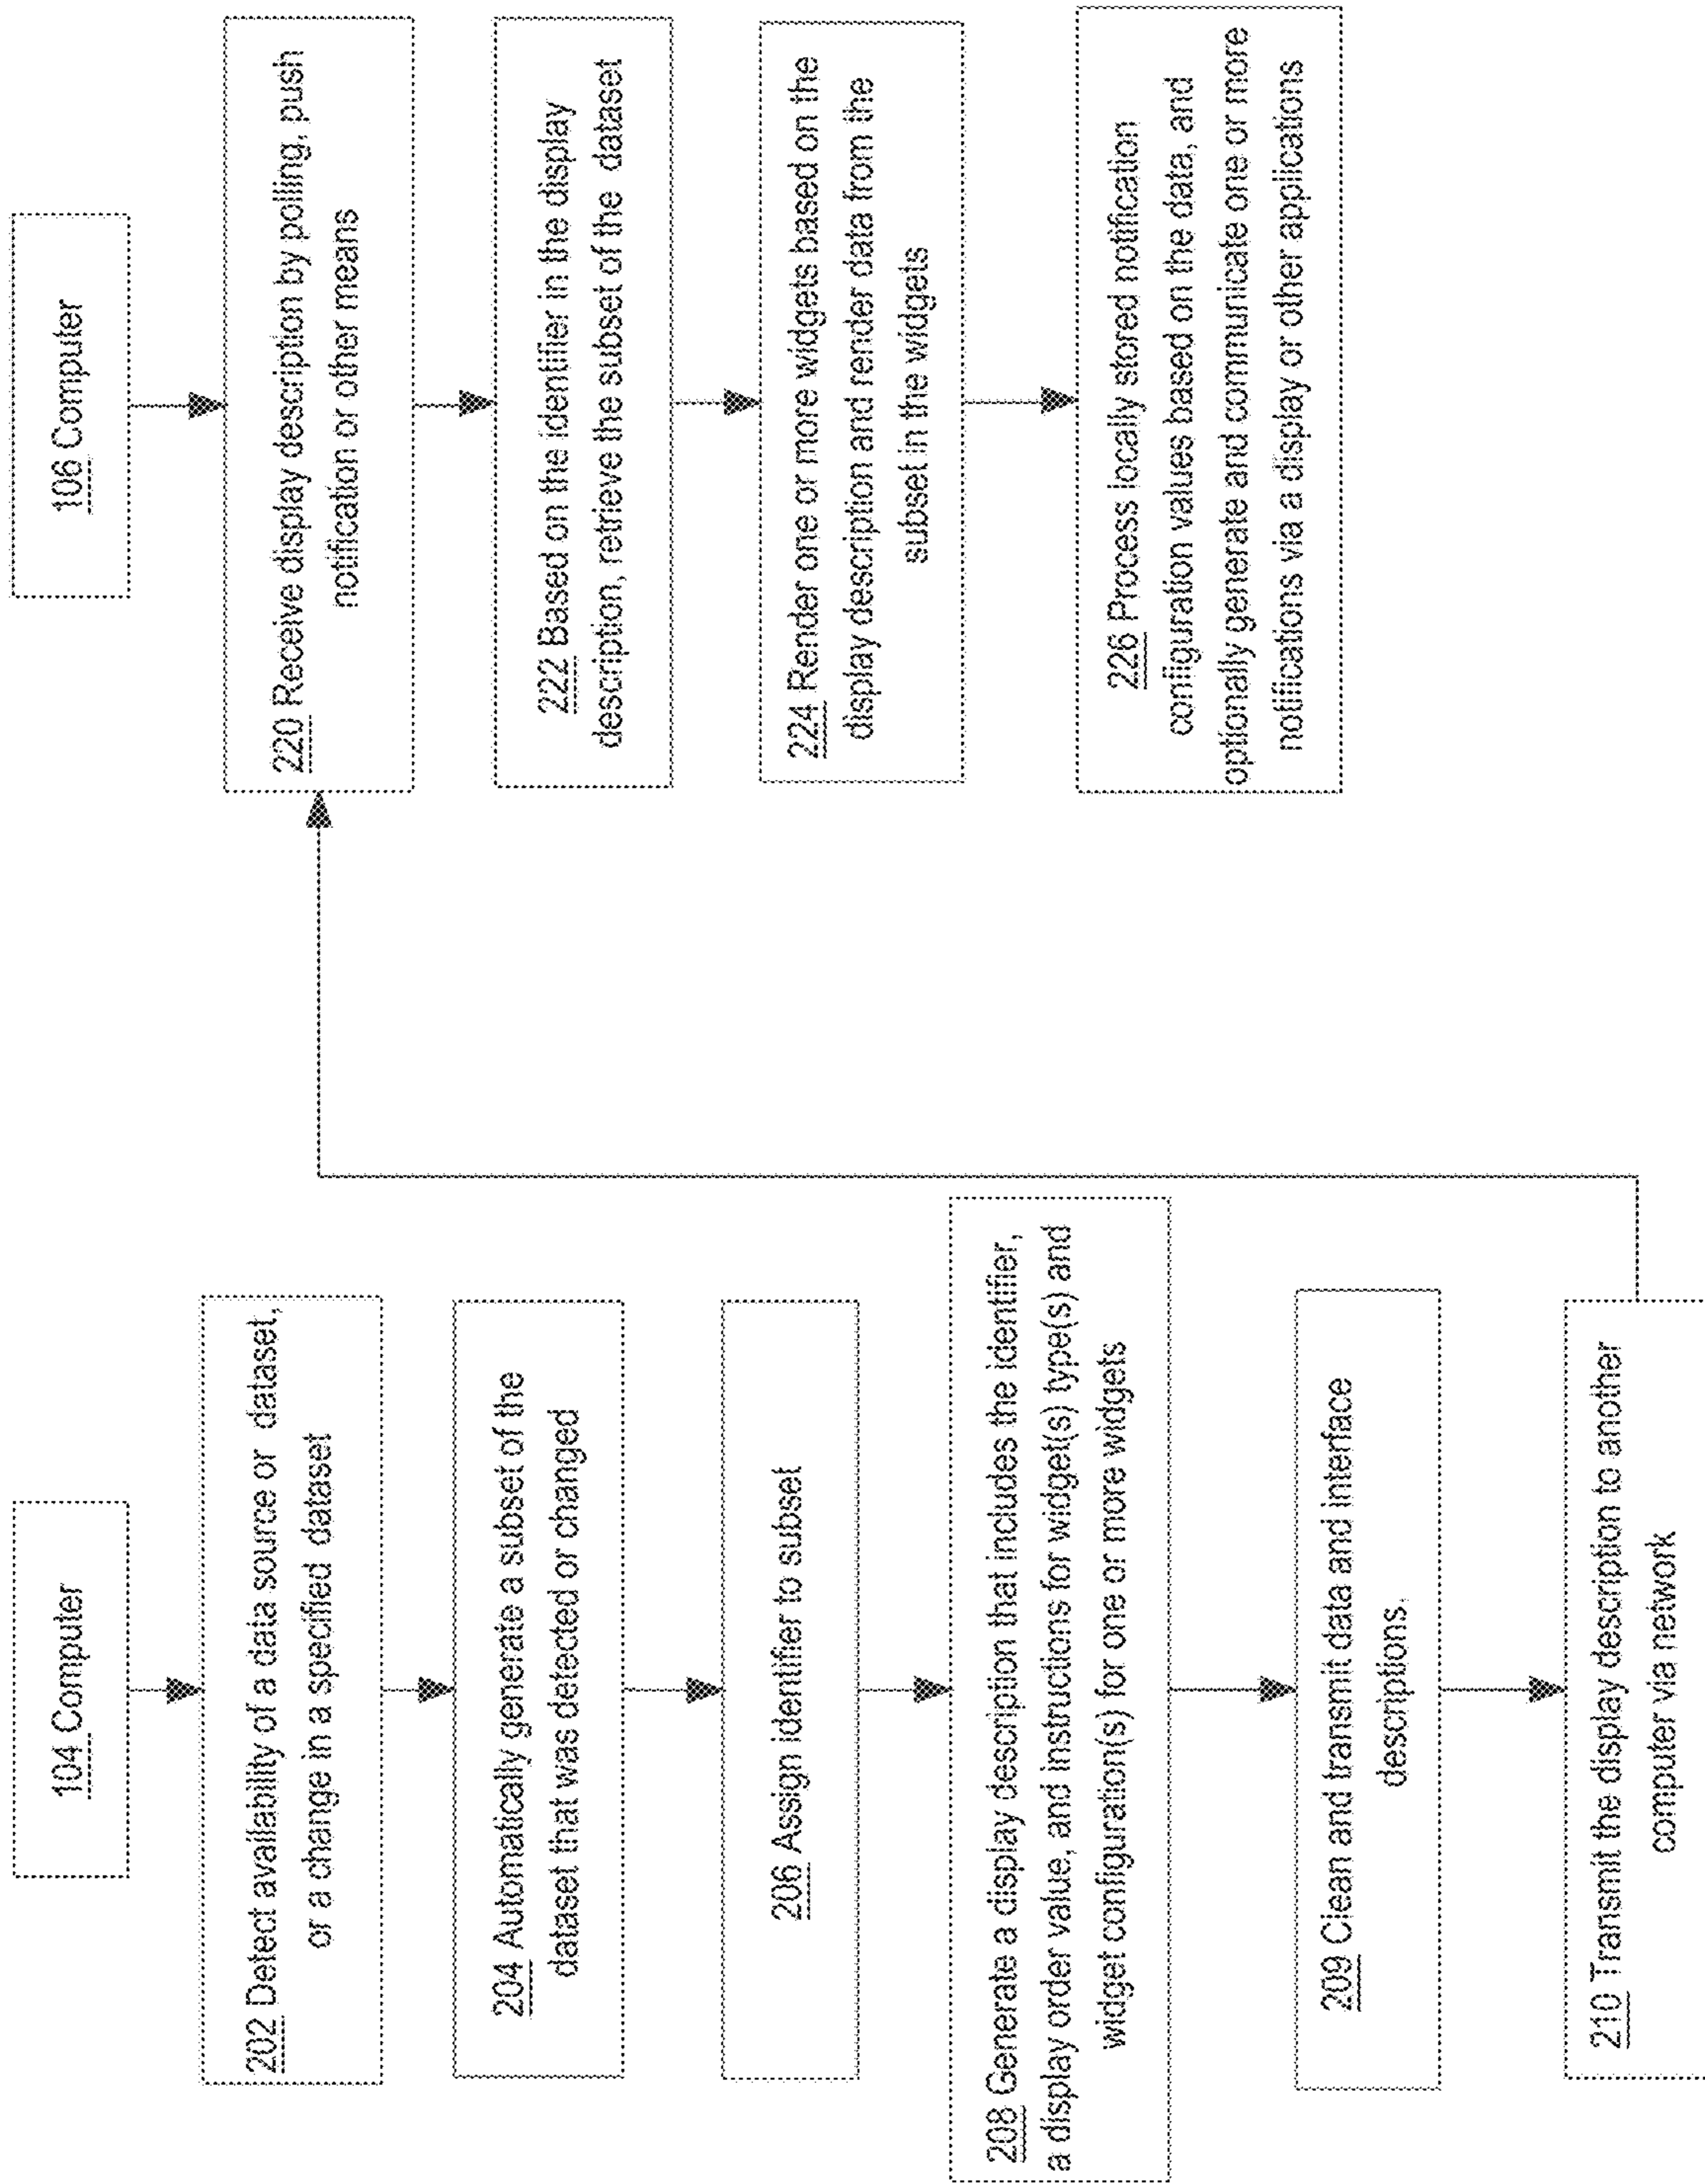 104 Computer
202 Detect availability of a data source or dataset,
or a change in a specified dataset
204 Automatically generate a subset of the
dataset that was detected or changed
206 Assign identifier to subset
208 Generate a display description that includes the identifier,
a display order value, and instructions for widget(s) type(s) and
widget configuration(s) for one or more widgets
209 Clean and transmit data and interface
descriptions.
210 Transmit the display description to another
computer via network
106 Computer
220 Receive display description by polling, push
notification or other means
222 Based on the identifier in the display
description, retrieve the subset of the dataset
224 Render one or more widgets based on the
display description and render data from the
subset in the widgets
226 Process locally stored notification
configuration values based on the data, and
optionally generate and communicate one or more
notifications via a display or other applications